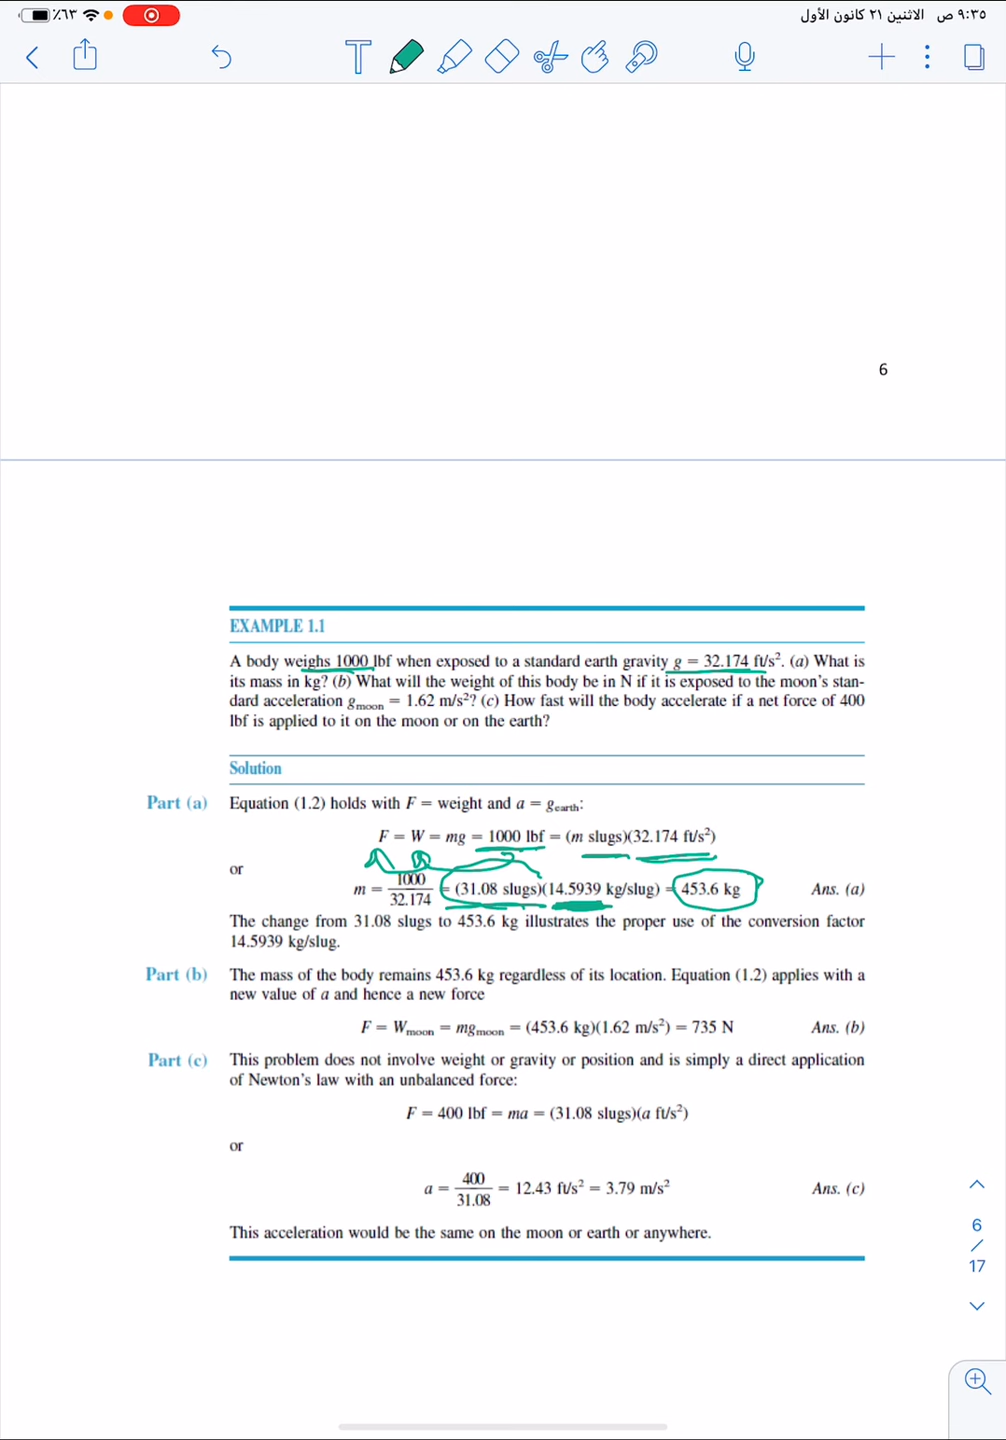 ٩:٣٥ ص الاثنين ٢١ كانون الأول
٪٦٣
T
6
EXAMPLE 1.1
A body weighs 1000 lbf when exposed to a standard earth gravity g = 32.174 ft/s². (a) What is
its mass in kg? (b) What will the weight of this body be in N if it is exposed to the moon's stan-
dard acceleration gmoon = 1.62 m/s²? (c) How fast will the body accelerate if a net force of 400
lbf is applied to it on the moon or on the earth?
Solution
Part (a) Equation (1.2) holds with F = weight and a = gearth:
F = W = mg = 1000 lbf = (m slugs)(32.174 ft/s²)
or
m = 1000/32.174 = (31.08 slugs)(14.5939 kg/slug) = 453.6 kg Ans. (a)
The change from 31.08 slugs to 453.6 kg illustrates the proper use of the conversion factor
14.5939 kg/slug.
Part (b) The mass of the body remains 453.6 kg regardless of its location. Equation (1.2) applies with a
new value of a and hence a new force
F = Wmoon = mgmoon = (453.6 kg)(1.62 m/s²) = 735 N Ans. (b)
Part (c) This problem does not involve weight or gravity or position and is simply a direct application
of Newton's law with an unbalanced force:
F = 400 lbf = ma = (31.08 slugs)(a ft/s²)
or
a = 400/31.08 = 12.43 ft/s² = 3.79 m/s² Ans. (c)
This acceleration would be the same on the moon or earth or anywhere.
6
/
17